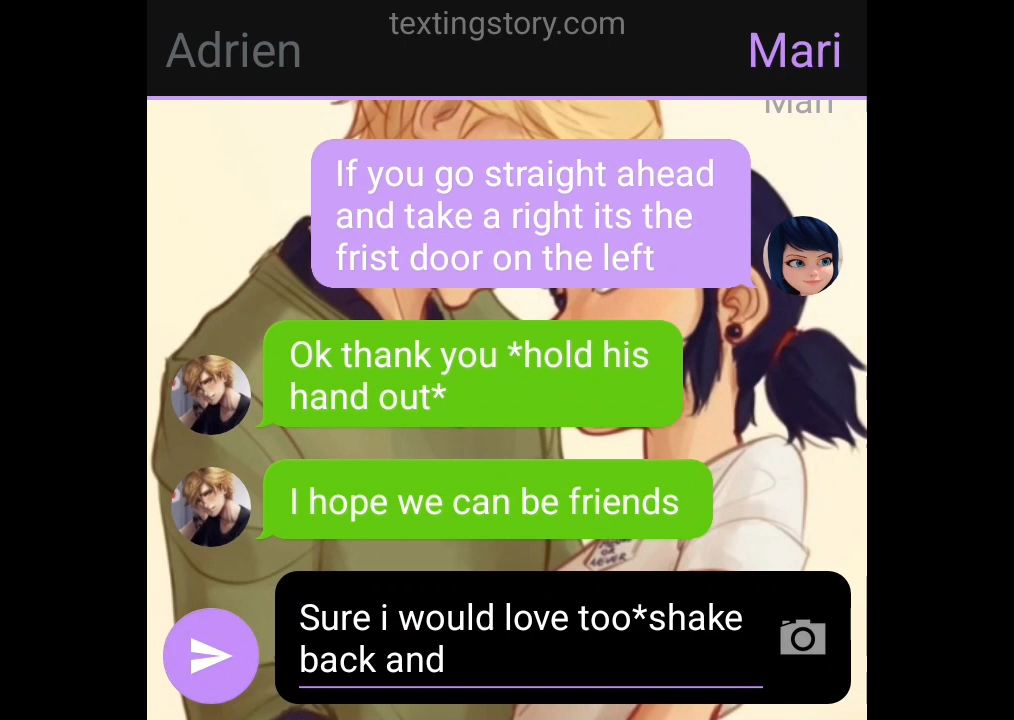 textingstory.com
Adrien
Mari
Mari
If you go straight ahead
and take a right its the
frist door on the left
Ok thank you *hold his
hand out*
I hope we can be friends
OR
NEVER
Sure i would love too*shake
back and